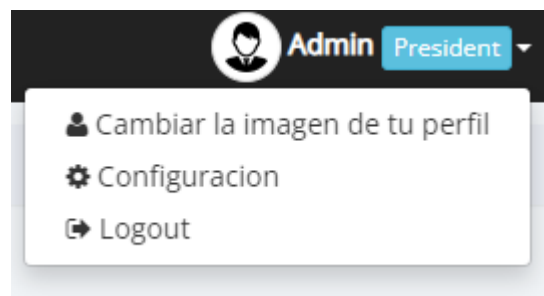 Admin President
Cambiar la imagen de tu perfil
Configuracion
Logout